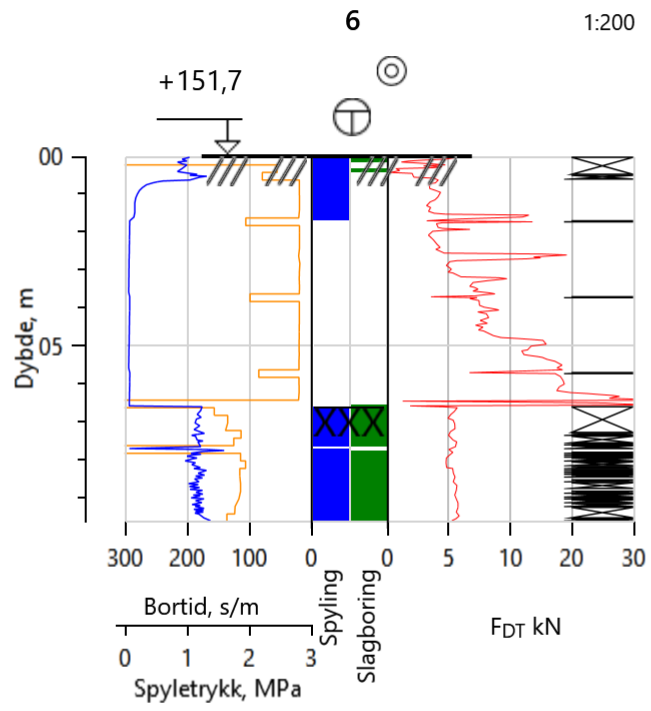 6
1:200
+151,7
00
05
Dybde, m
300 200 100 0 0 5 10 20 30
Bortid, s/m
0 1 2 3
Spyletrykk, MPa
Spyling
Slagboring
FDT kN